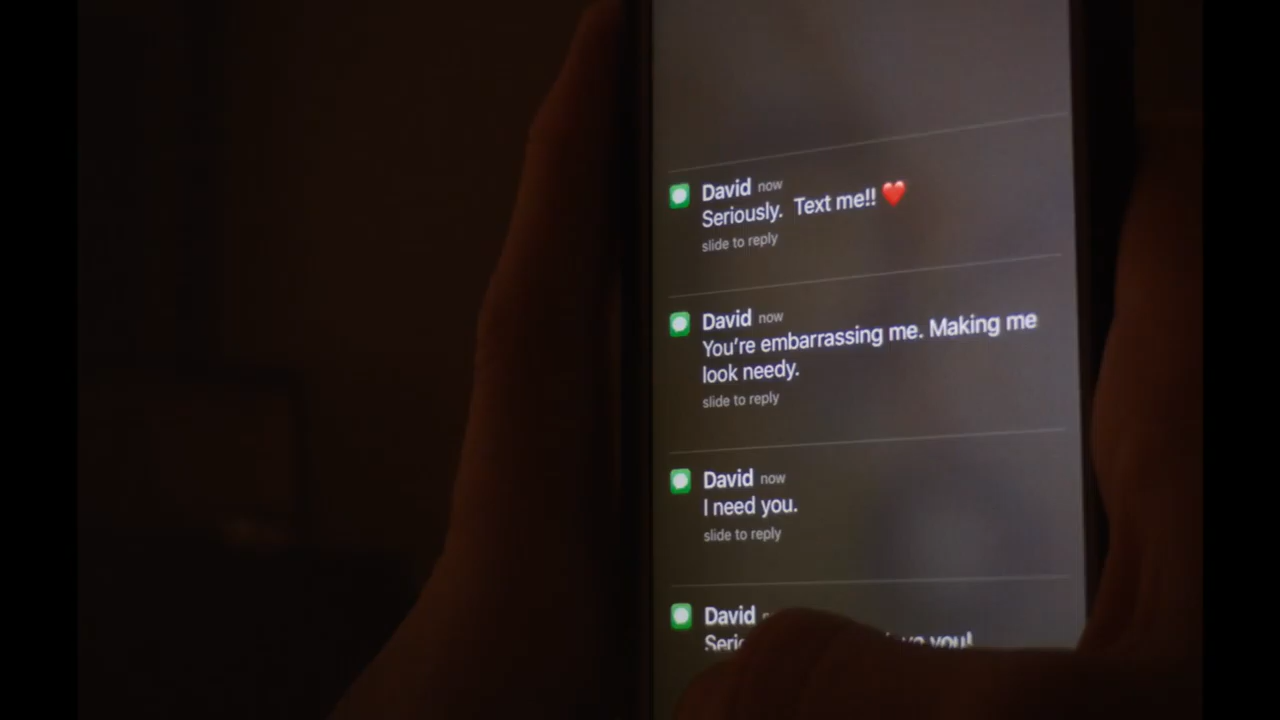 David now
Seriously. Text me!! ❤️
slide to reply
David now
You're embarrassing me. Making me
look needy.
slide to reply
David now
I need you.
slide to reply
David
you!